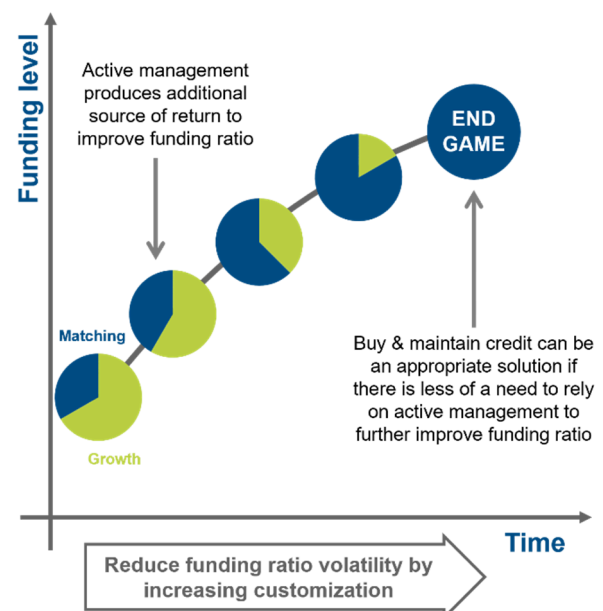 Funding level
Active management
produces additional
source of return to
improve funding ratio
END
GAME
Matching
Growth
Buy & maintain credit can be
an appropriate solution if
there is less of a need to rely
on active management to
further improve funding ratio
Time
Reduce funding ratio volatility by
increasing customization